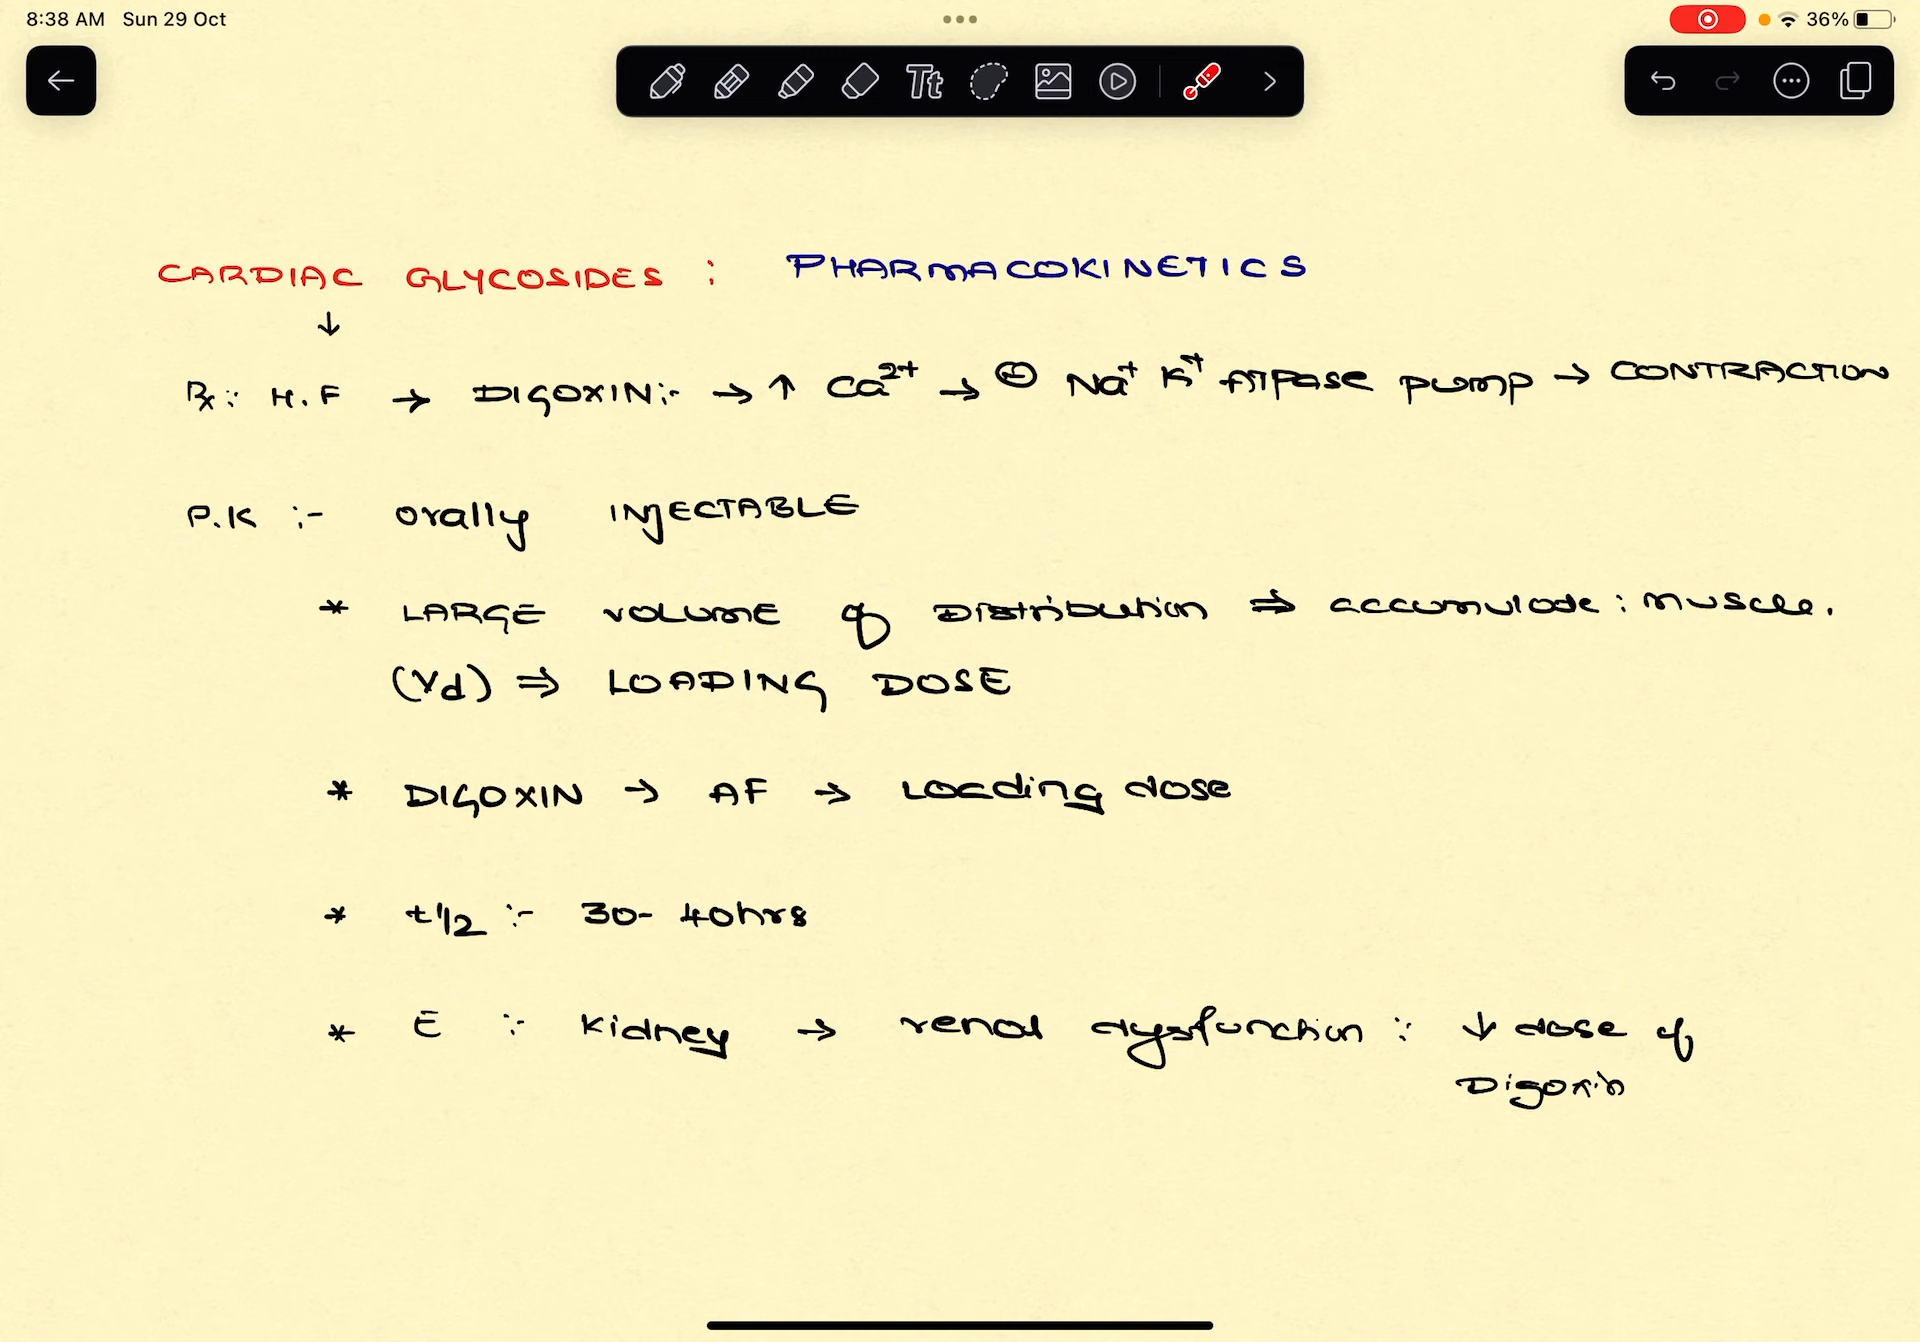 8:38 AM Sun 29 Oct
36%
Tt
CARDIAC GLYCOSIDES : PHARMACOKINETICS
↓
Rx: H.F → DIGOXIN:- → ↑ Ca2+ → ⊖ Na+ K+ ATPase pump → CONTRACTION
P.K :- orally INJECTABLE
* LARGE VOLUME of Distribution ⇒ accumulode : muscle.
(Vd) ⇒ LOADING DOSE
* DIGOXIN → AF → Loading dose
* t1/2 :- 30-40hrs
* E :- Kidney → renal dysfunction : ↓ dose of
Digoxin